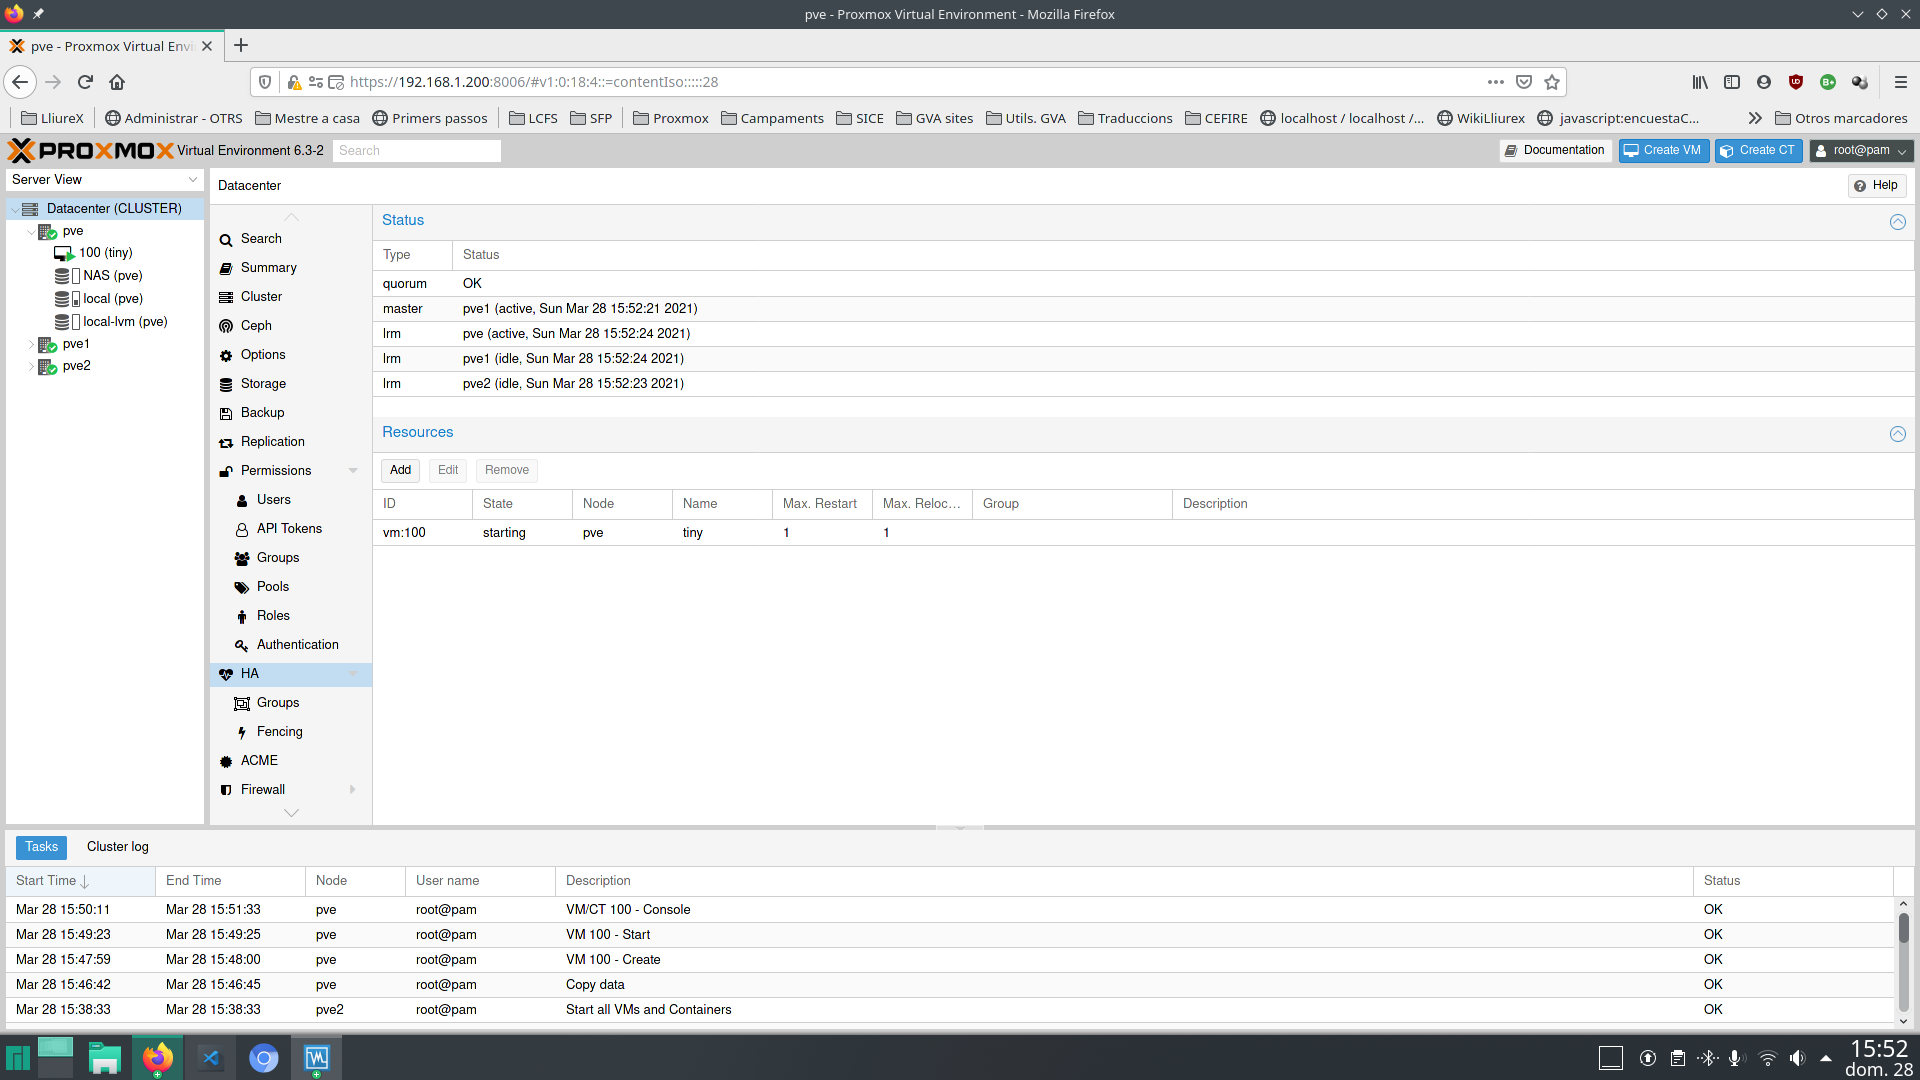 pve - Proxmox Virtual Environment - Mozilla Firefox
pve - Proxmox Virtual Envi
https://192.168.1.200:8006/#v1:0:18:4::=contentIso:::::28
LliureX
Administrar - OTRS
Mestre a casa
Primers passos
LCFS
SFP
Proxmox
Campaments
SICE
GVA sites
Utils. GVA
Traduccions
CEFIRE
localhost / localhost /...
WikiLliurex
javascript:encuestaC...
Otros marcadores
PROXMOX Virtual Environment 6.3-2
Search
Documentation
Create VM
Create CT
root@pam
Server View
Datacenter
Help
Datacenter (CLUSTER)
pve
100 (tiny)
NAS (pve)
local (pve)
local-lvm (pve)
pve1
pve2
Search
Summary
Cluster
Ceph
Options
Storage
Backup
Replication
Permissions
Users
API Tokens
Groups
Pools
Roles
Authentication
HA
Groups
Fencing
ACME
Firewall
Status
Type Status
quorum OK
master pve1 (active, Sun Mar 28 15:52:21 2021)
lrm pve (active, Sun Mar 28 15:52:24 2021)
lrm pve1 (idle, Sun Mar 28 15:52:24 2021)
lrm pve2 (idle, Sun Mar 28 15:52:23 2021)
Resources
Add Edit Remove
ID State Node Name Max. Restart Max. Reloc... Group Description
vm:100 starting pve tiny 1 1
Tasks Cluster log
Start Time End Time Node User name Description Status
Mar 28 15:50:11 Mar 28 15:51:33 pve root@pam VM/CT 100 - Console OK
Mar 28 15:49:23 Mar 28 15:49:25 pve root@pam VM 100 - Start OK
Mar 28 15:47:59 Mar 28 15:48:00 pve root@pam VM 100 - Create OK
Mar 28 15:46:42 Mar 28 15:46:45 pve root@pam Copy data OK
Mar 28 15:38:33 Mar 28 15:38:33 pve2 root@pam Start all VMs and Containers OK
15:52
dom. 28